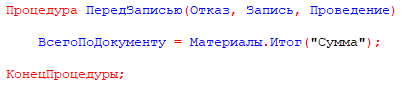 Процедура ПередЗаписью(Отказ, Запись, Проведение)
ВсегоПоДокументу = Материалы.Итог("Сумма");
КонецПроцедуры;